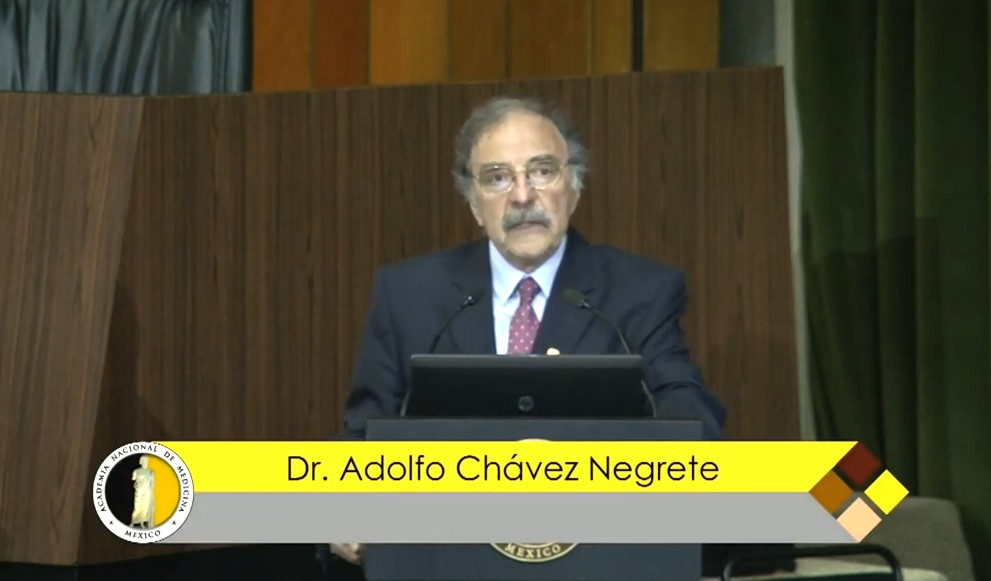 Dr. Adolfo Chávez Negrete
ACADEMIA NACIONAL DE MEDICINA
MEXICO
MEXICO